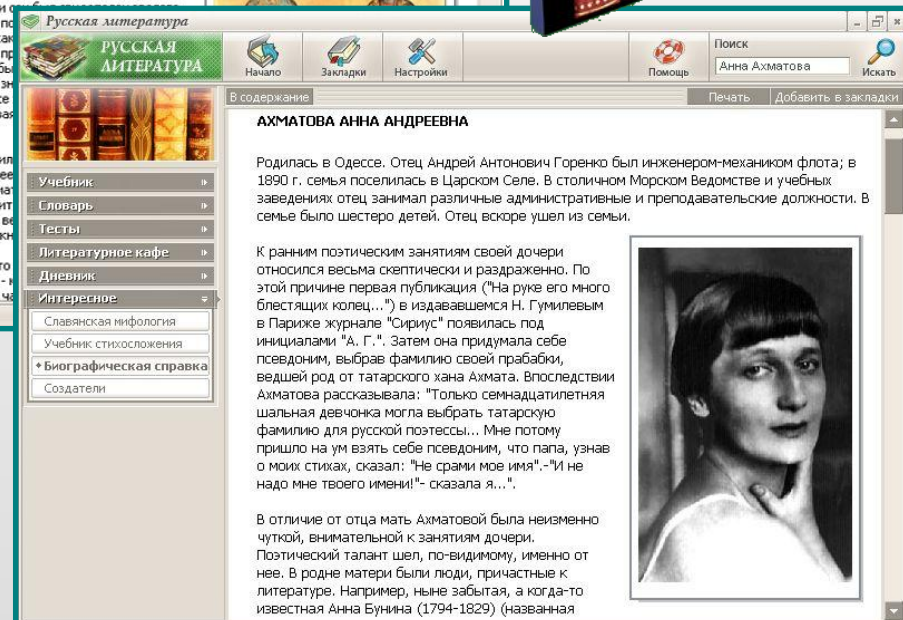 Русская литература
РУССКАЯ
ЛИТЕРАТУРА
Начало
Закладки
Настройки
Помощь
Поиск
Анна Ахматова
Искать
В содержание
Печать
Добавить в закладки
Учебник
Словарь
Тесты
Литературное кафе
Дневник
Интересное
Славянская мифология
Учебник стихосложения
Биографическая справка
Создатели
АХМАТОВА АННА АНДРЕЕВНА
Родилась в Одессе. Отец Андрей Антонович Горенко был инженером-механиком флота; в
1890 г. семья поселилась в Царском Селе. В столичном Морском Ведомстве и учебных
заведениях отец занимал различные административные и преподавательские должности. В
семье было шестеро детей. Отец вскоре ушел из семьи.
К ранним поэтическим занятиям своей дочери
относился весьма скептически и раздраженно. По
этой причине первая публикация ("На руке его много
блестящих колец...") в издававшемся Н. Гумилевым
в Париже журнале "Сириус" появилась под
инициалами "А. Г.". Затем она придумала себе
псевдоним, выбрав фамилию своей прабабки,
ведшей род от татарского хана Ахмата. Впоследствии
Ахматова рассказывала: "Только семнадцатилетняя
шальная девчонка могла выбрать татарскую
фамилию для русской поэтессы... Мне потому
пришло на ум взять себе псевдоним, что папа, узнав
о моих стихах, сказал: "Не срами мое имя".-"И не
надо мне твоего имени!"- сказала я...".
В отличие от отца мать Ахматовой была неизменно
чуткой, внимательной к занятиям дочери.
Поэтический талант шел, по-видимому, именно от
нее. В родне матери были люди, причастные к
литературе. Например, ныне забытая, а когда-то
известная Анна Бунина (1794-1829) (названная